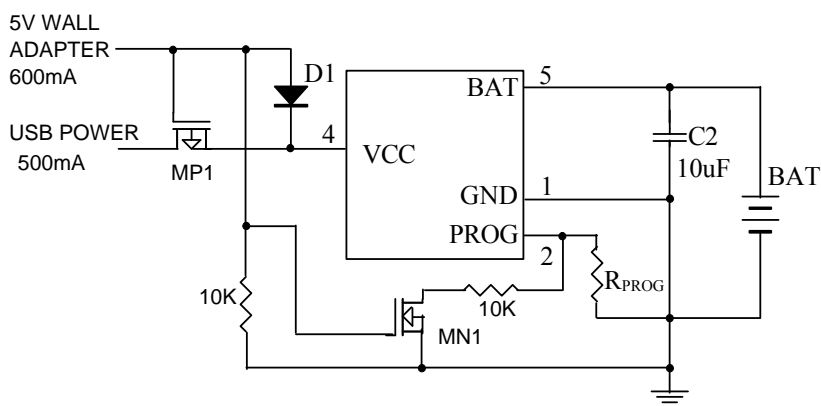 5V WALL
ADAPTER
600mA
D1
USB POWER
500mA
MP1
4
VCC
BAT
5
GND
1
PROG
2
C2
10uF
BAT
RPROG
10K
10K
MN1